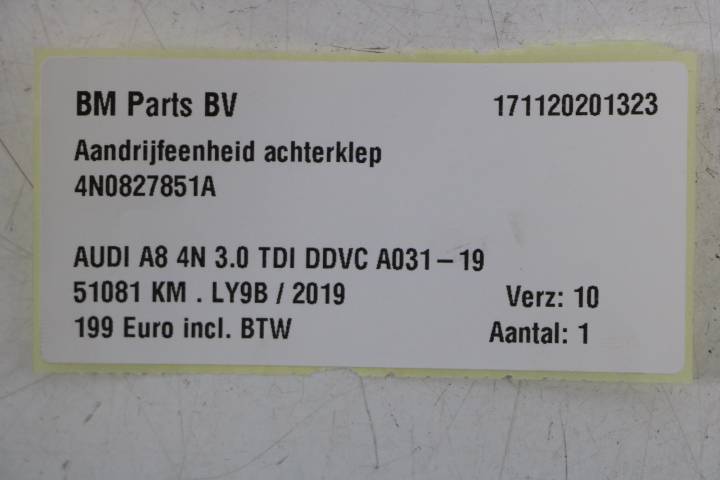 BM Parts BV 171120201323
Aandrijfeenheid achterklep
4N0827851A
AUDI A8 4N 3.0 TDI DDVC A031-19
51081 KM . LY9B / 2019 Verz: 10
199 Euro incl. BTW Aantal: 1